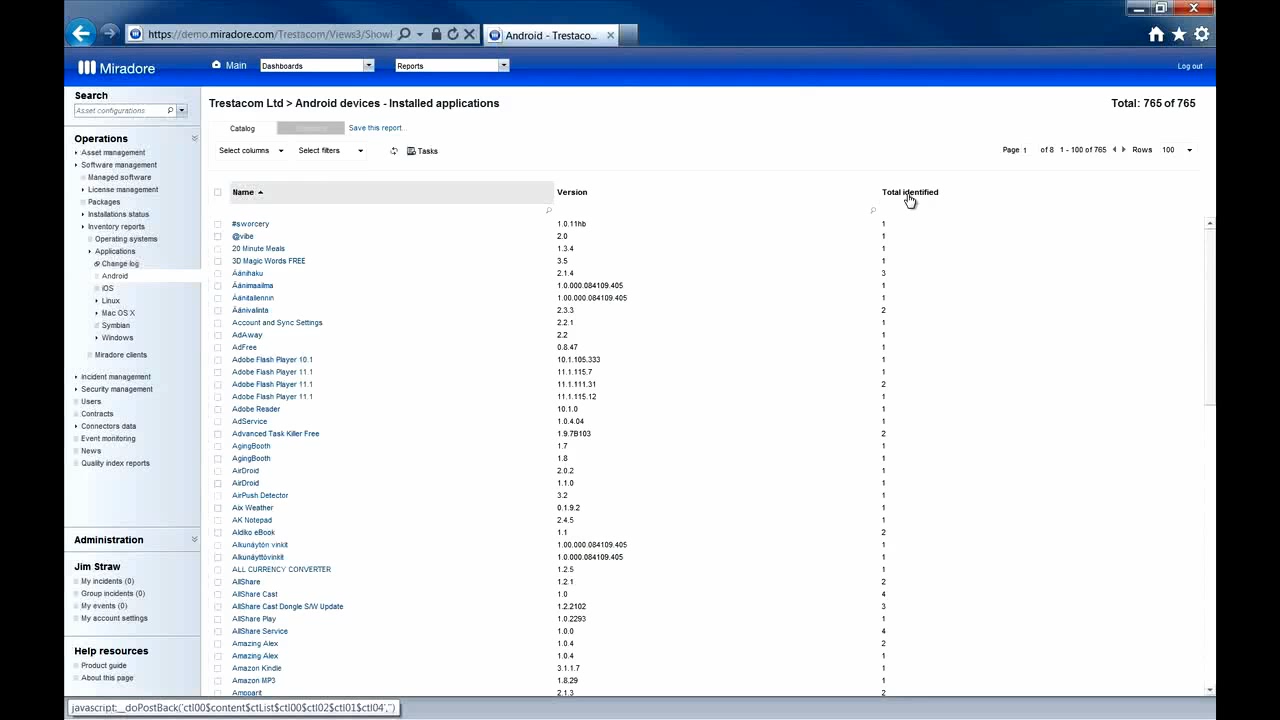 https://demo.miradore.com/Trestacom/Views3/Showl
Android - Trestaco...
Miradore
Main
Dashboards
Reports
Log out
Search
Asset configurations
Operations
Asset management
Software management
Managed software
License management
Packages
Installations status
Inventory reports
Operating systems
Applications
Change log
Android
iOS
Linux
Mac OS X
Symbian
Windows
Miradore clients
Incident management
Security management
Users
Contracts
Connectors data
Event monitoring
News
Quality index reports
Administration
Jim Straw
My incidents (0)
Group incidents (0)
My events (0)
My account settings
Help resources
Product guide
About this page
Trestacom Ltd > Android devices - Installed applications
Total: 765 of 765
Catalog
Save this report...
Select columns
Select filters
Tasks
Page 1 of 8 1 - 100 of 765 Rows 100
Name Version Total identified
#sworcery 1.0.11hb 1
@vibe 2.0 1
20 Minute Meals 1.3.4 1
3D Magic Words FREE 3.5 1
Äänihaku 2.1.4 3
Äänimaailma 1.0.000.084109.405 1
Äänitallennin 1.00.000.084109.405 1
Äänivalinta 2.3.3 2
Account and Sync Settings 2.2.1 1
AdAway 2.2 1
AdFree 0.8.47 1
Adobe Flash Player 10.1 10.1.105.333 1
Adobe Flash Player 11.1 11.1.115.7 1
Adobe Flash Player 11.1 11.1.111.31 2
Adobe Flash Player 11.1 11.1.115.12 1
Adobe Reader 10.1.0 1
AdService 1.0.4.04 1
Advanced Task Killer Free 1.9.7B103 2
AgingBooth 1.7 1
AgingBooth 1.8 1
AirDroid 2.0.2 1
AirDroid 1.1.0 1
AirPush Detector 3.2 1
Aix Weather 0.1.9.2 1
AK Notepad 2.4.5 1
Aldiko eBook 1.1 2
Alkunäytön vinkit 1.00.000.084109.405 1
Alkunäyttövinkit 1.0.000.084109.405 1
ALL CURRENCY CONVERTER 1.2.5 1
AllShare 1.2.1 2
AllShare Cast 1.0 4
AllShare Cast Dongle S/W Update 1.2.2102 3
AllShare Play 1.0.2293 1
AllShare Service 1.0.0 4
Amazing Alex 1.0.4 2
Amazing Alex 1.0.4 1
Amazon Kindle 3.1.1.7 1
Amazon MP3 1.8.29 1
Ampparit 2.1.3 2
javascript:__doPostBack('ctl00$content$ctList$ctl00$ctl02$ctl01$ctl04','')